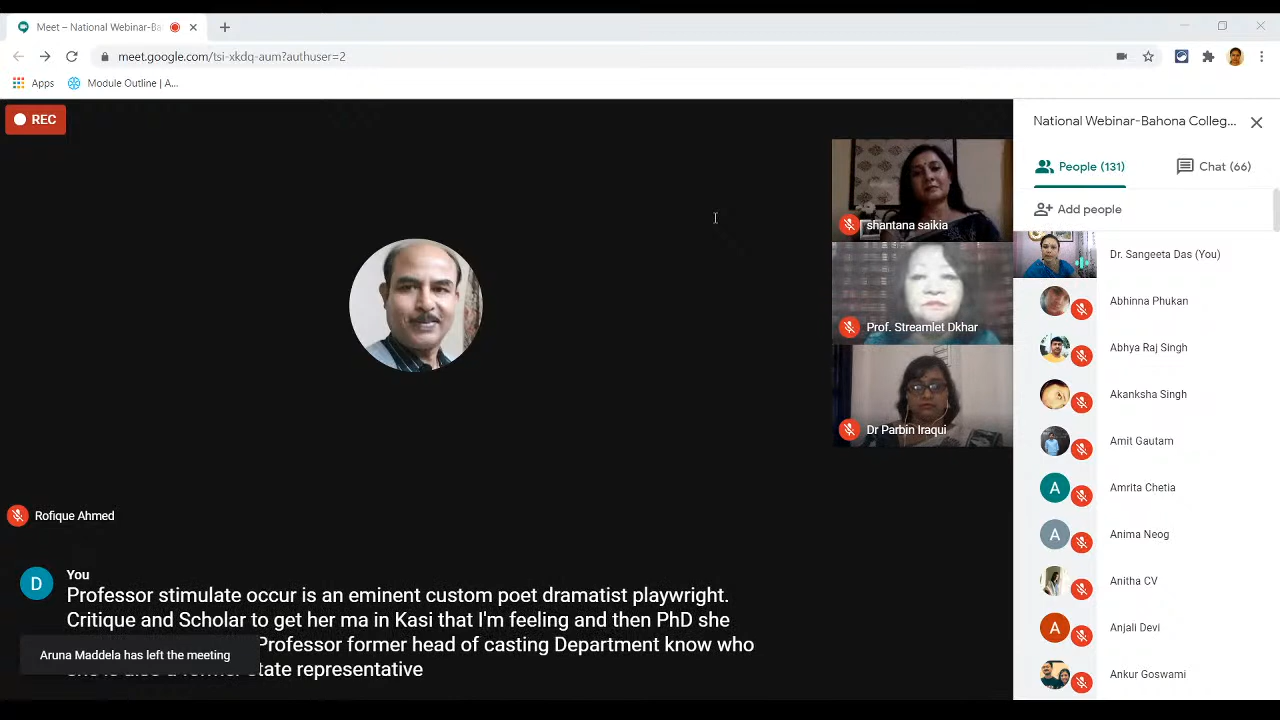 Meet – National Webinar-Ba
meet.google.com/tsi-xkdq-aum?authuser=2
Apps
Module Outline | A...
REC
National Webinar-Bahona Colleg...
People (131)
Chat (66)
Add people
shantana saikia
Prof. Streamlet Dkhar
Dr Parbin Iraqui
Dr. Sangeeta Das (You)
Abhinna Phukan
Abhya Raj Singh
Akanksha Singh
Amit Gautam
A Amrita Chetia
A Anima Neog
Anitha CV
A Anjali Devi
Ankur Goswami
Rofique Ahmed
D
You
Professor stimulate occur is an eminent custom poet dramatist playwright.
Critique and Scholar to get her ma in Kasi that I'm feeling and then PhD she
Professor former head of casting Department know who
she is also a former state representative
Aruna Maddela has left the meeting